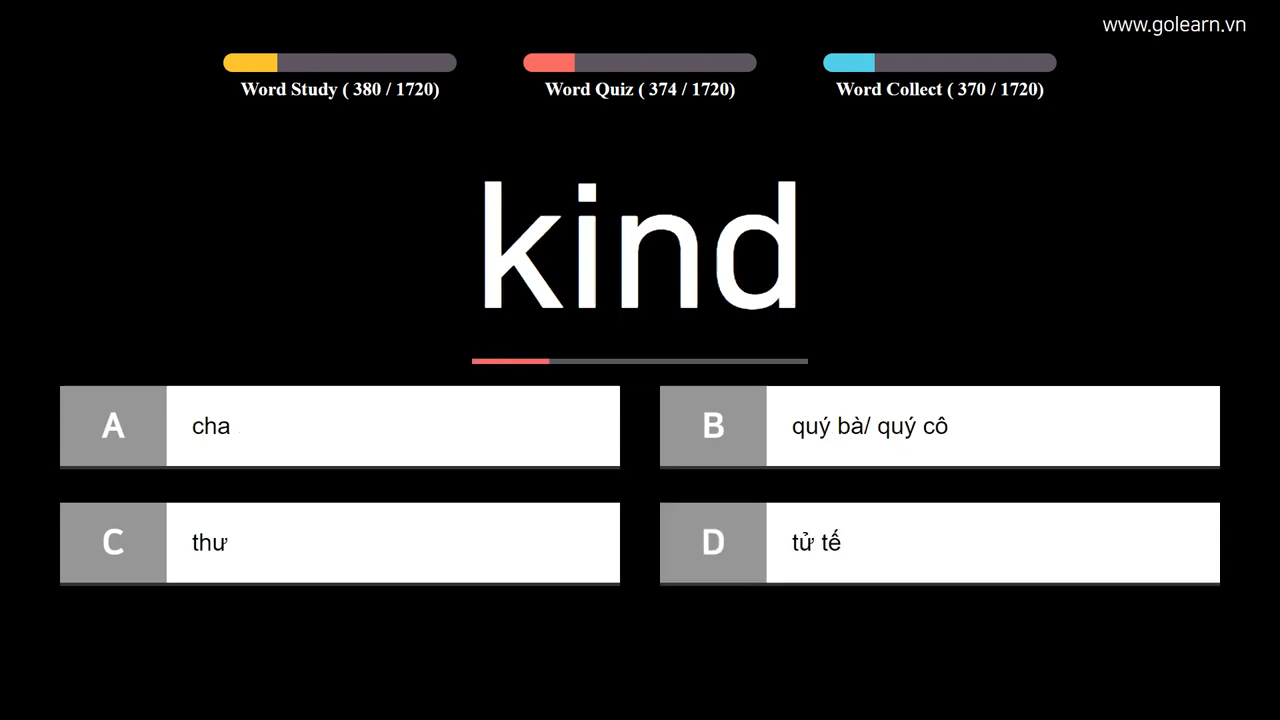 www.golearn.vn
Word Study ( 380 / 1720)
Word Quiz ( 374 / 1720)
Word Collect ( 370 / 1720)
kind
A
cha
B
quý bà/ quý cô
C
thư
D
tử tế